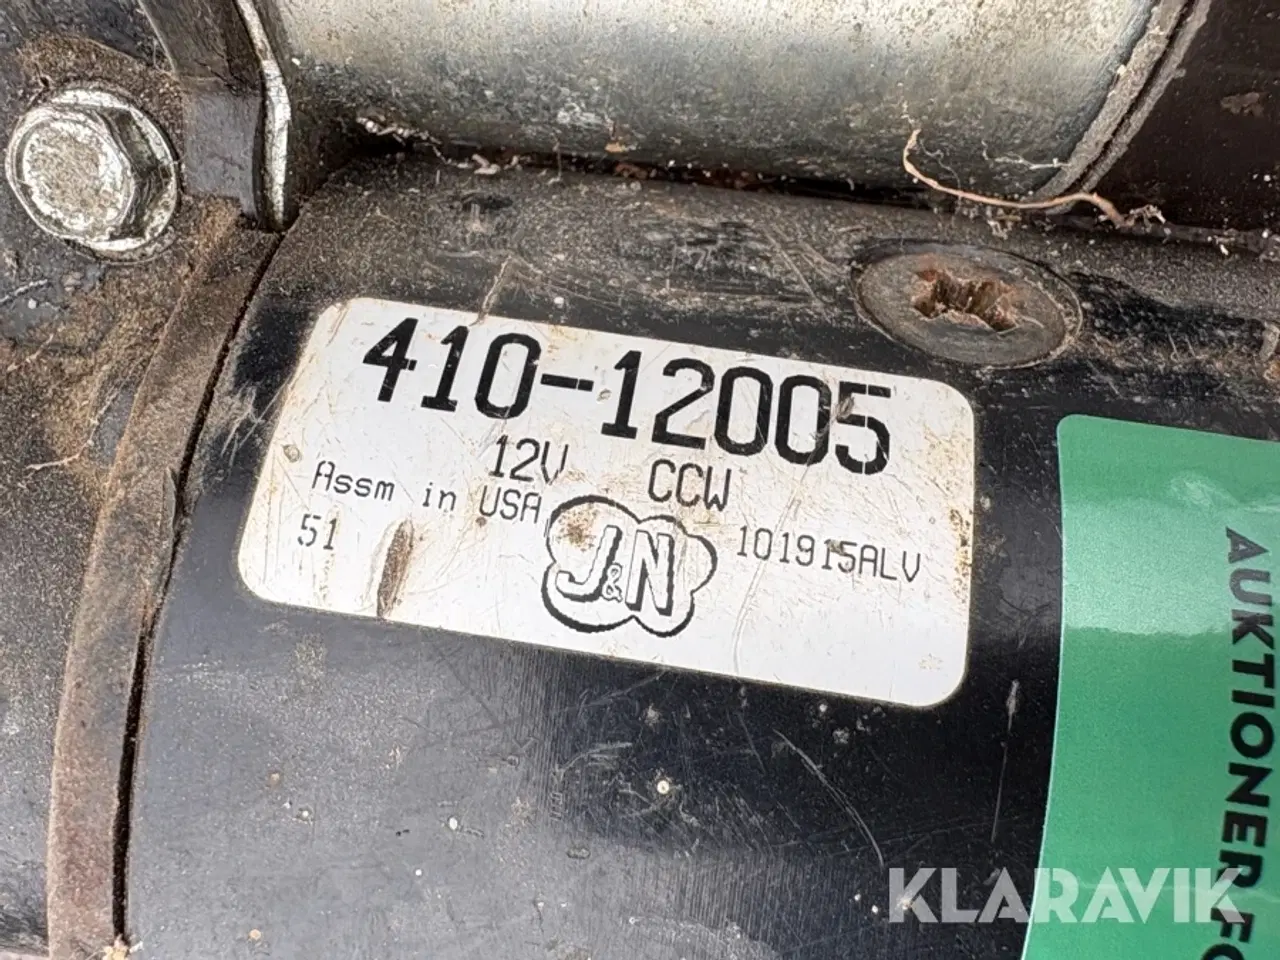 410-12005
12V CCW
Assm in USA
51
J&N
101915ALV
AUKTIONER
KLARAVIK